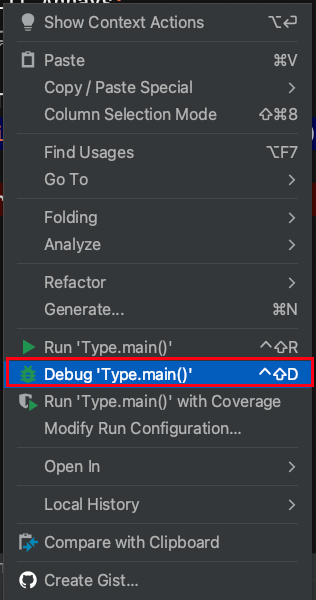 Show Context Actions ⌥⏎
Paste ⌘V
Copy / Paste Special >
Column Selection Mode ⇧⌘8
Find Usages ⌥F7
Go To >
Folding >
Analyze >
Refactor >
Generate... ⌘N
Run 'Type.main()' ^⇧R
Debug 'Type.main()' ^⇧D
Run 'Type.main()' with Coverage
Modify Run Configuration...
Open In >
Local History >
Compare with Clipboard
Create Gist...